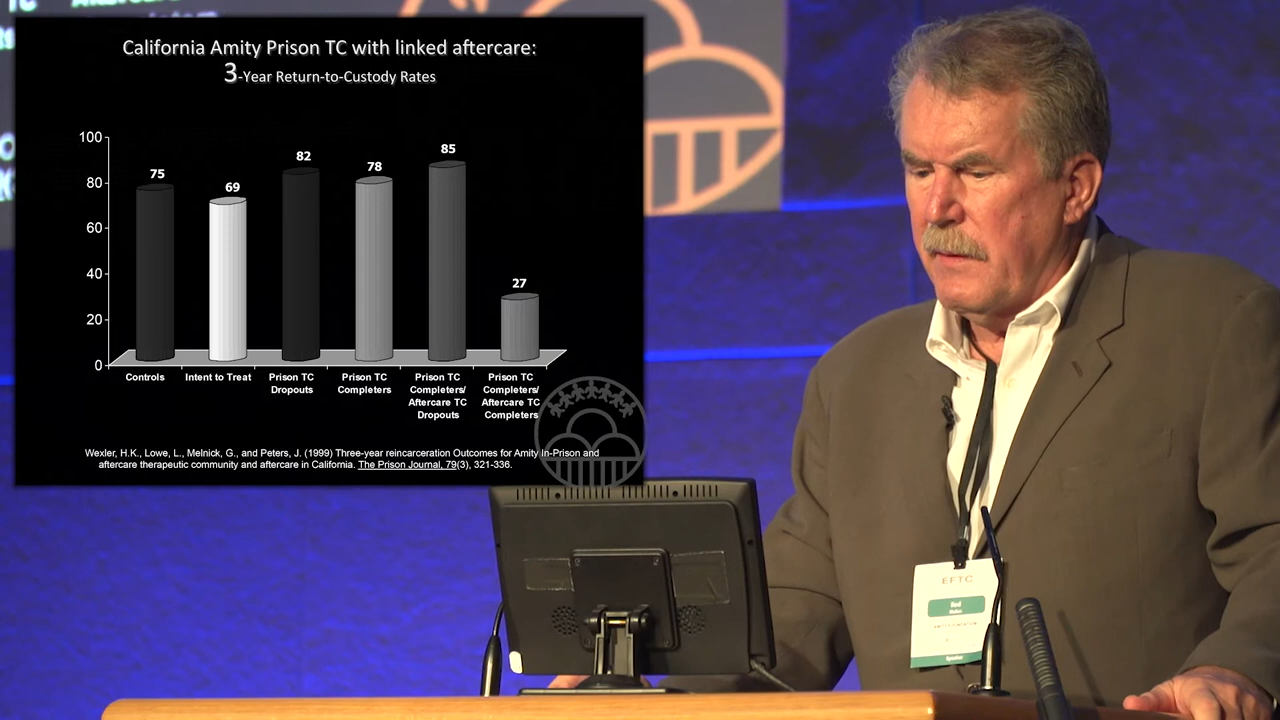 California Amity Prison TC with linked aftercare:
3-Year Return-to-Custody Rates
100
80
60
40
20
0
75
69
82
78
85
27
Controls
Intent to Treat
Prison TC
Dropouts
Prison TC
Completers
Prison TC
Completers/
Aftercare TC
Dropouts
Prison TC
Completers/
Aftercare TC
Completers
Wexler, H.K., Lowe, L., Melnick, G., and Peters, J. (1999) Three-year reincarceration Outcomes for Amity In-Prison and
aftercare therapeutic community and aftercare in California. The Prison Journal, 79(3), 321-336.
EFTC
Rod
Speaker